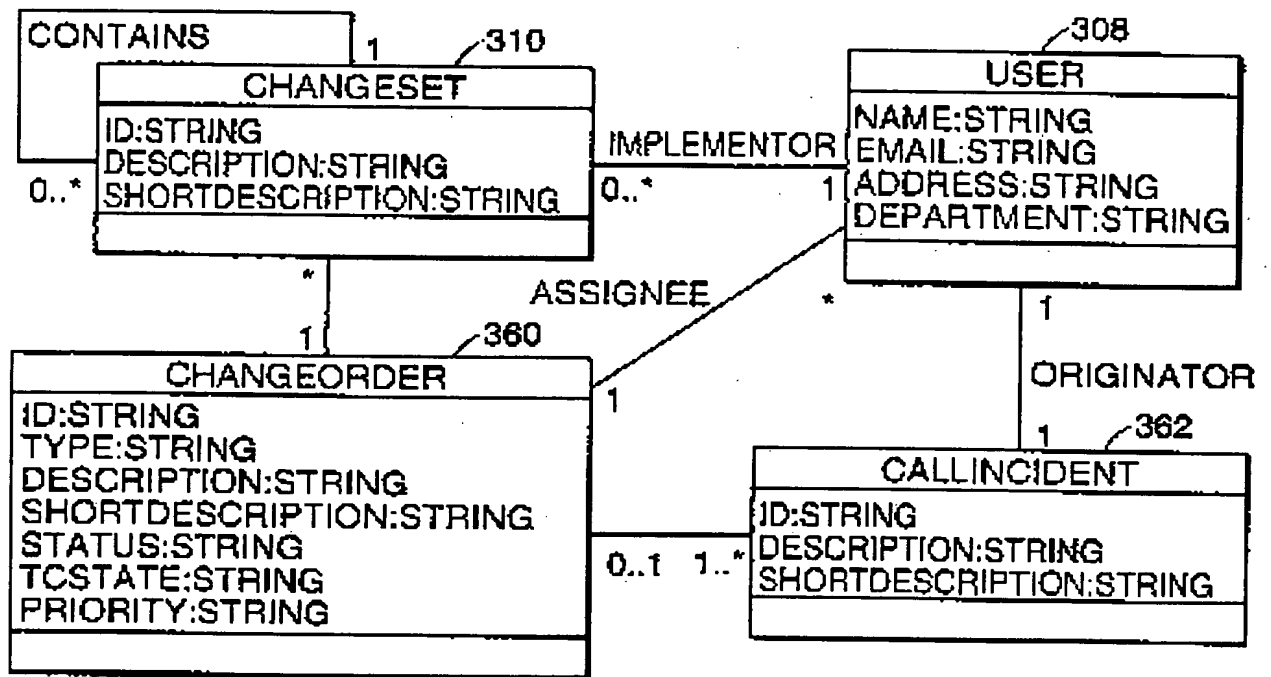 CONTAINS
1
310
CHANGESET
ID:STRING
DESCRIPTION:STRING
SHORTDESCRIPTION:STRING
0..*
IMPLEMENTOR
0..*
1
308
USER
NAME:STRING
EMAIL:STRING
ADDRESS:STRING
DEPARTMENT:STRING
*
1
ASSIGNEE
*
1
1
ORIGINATOR
1
360
CHANGEORDER
ID:STRING
TYPE:STRING
DESCRIPTION:STRING
SHORTDESCRIPTION:STRING
STATUS:STRING
TCSTATE:STRING
PRIORITY:STRING
0..1
1..*
362
CALLINCIDENT
ID:STRING
DESCRIPTION:STRING
SHORTDESCRIPTION:STRING